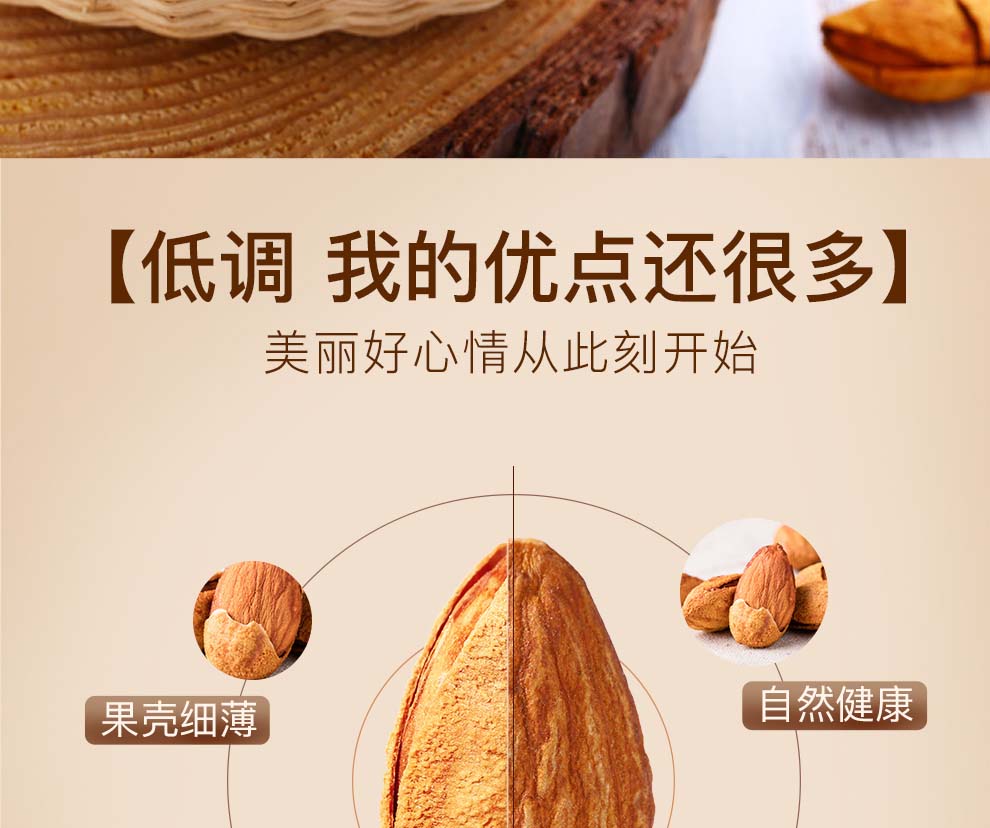 【低调 我的优点还很多】
美丽好心情从此刻开始
果壳细薄
自然健康